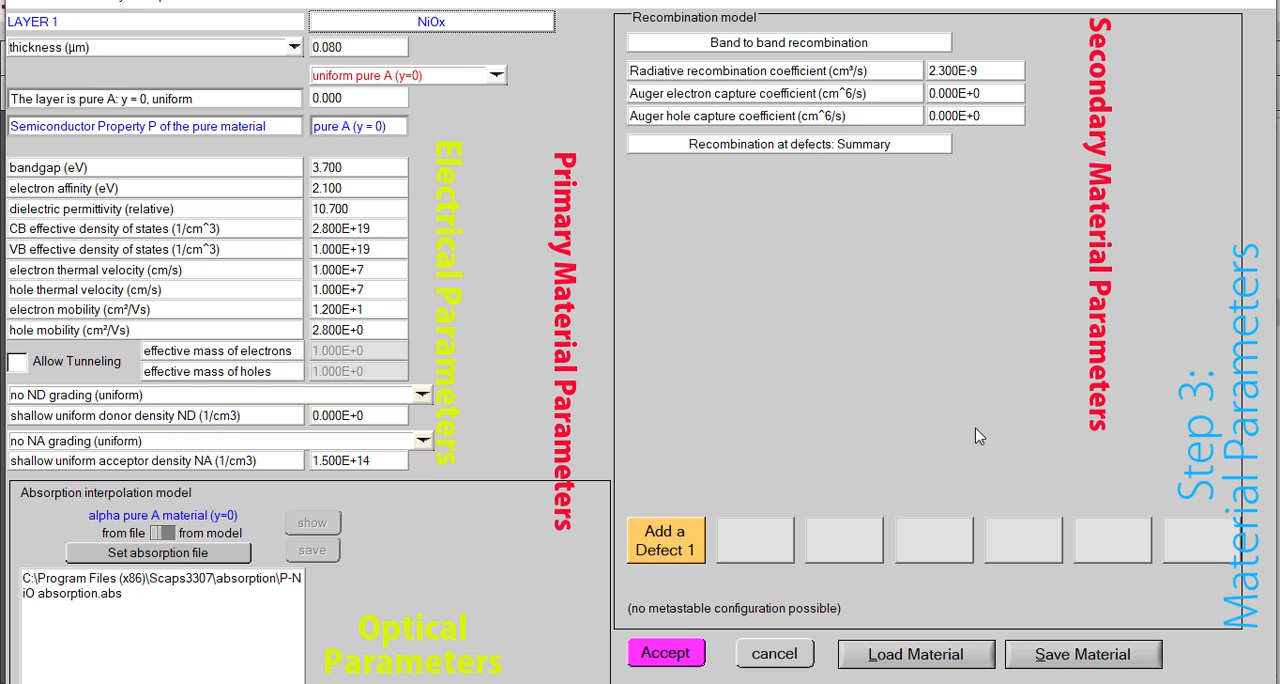 LAYER 1
NiOx
thickness (µm)
0.080
uniform pure A (y=0)
The layer is pure A: y = 0, uniform
0.000
Semiconductor Property P of the pure material
pure A (y = 0)
bandgap (eV)
3.700
electron affinity (eV)
2.100
dielectric permittivity (relative)
10.700
CB effective density of states (1/cm^3)
2.800E+19
VB effective density of states (1/cm^3)
1.000E+19
electron thermal velocity (cm/s)
1.000E+7
hole thermal velocity (cm/s)
1.000E+7
electron mobility (cm²/Vs)
1.200E+1
hole mobility (cm²/Vs)
2.800E+0
Allow Tunneling
effective mass of electrons
1.000E+0
effective mass of holes
1.000E+0
no ND grading (uniform)
shallow uniform donor density ND (1/cm3)
0.000E+0
no NA grading (uniform)
shallow uniform acceptor density NA (1/cm3)
1.500E+14
Electrical Parameters
Primary Material Parameters
Absorption interpolation model
alpha pure A material (y=0)
from file
from model
show
Set absorption file
save
C:\Program Files (x86)\Scaps3307\absorption\P-N
iO absorption.abs
Optical
Parameters
Recombination model
Band to band recombination
Radiative recombination coefficient (cm³/s)
2.300E-9
Auger electron capture coefficient (cm^6/s)
0.000E+0
Auger hole capture coefficient (cm^6/s)
0.000E+0
Recombination at defects: Summary
Secondary Material Parameters
Step 3:
Material Parameters
Add a
Defect 1
(no metastable configuration possible)
Accept
cancel
Load Material
Save Material